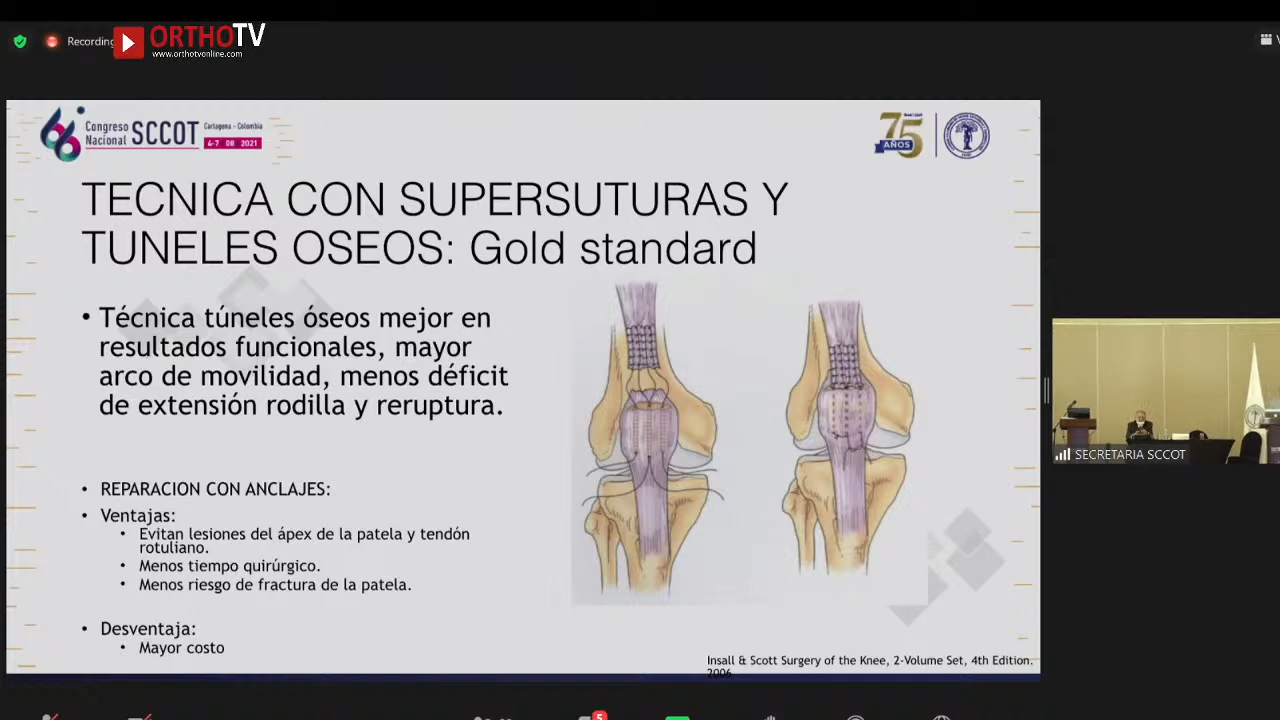 Recording
ORTHOTV
www.orthotvonline.com
Congreso
Nacional SCCOT
Cartagena - Colombia
4-7 08 2021
75
AÑOS
TECNICA CON SUPERSUTURAS Y
TUNELES OSEOS: Gold standard
• Técnica túneles óseos mejor en
resultados funcionales, mayor
arco de movilidad, menos déficit
de extensión rodilla y reruptura.
• REPARACION CON ANCLAJES:
• Ventajas:
• Evitan lesiones del ápex de la patela y tendón
rotuliano.
• Menos tiempo quirúrgico.
• Menos riesgo de fractura de la patela.
• Desventaja:
• Mayor costo
Insall & Scott Surgery of the Knee, 2-Volume Set, 4th Edition.
2006
SECRETARIA SCCOT
5